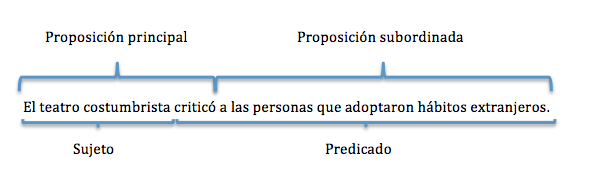 Proposición principal Proposición subordinada
El teatro costumbrista criticó a las personas que adoptaron hábitos extranjeros.
Sujeto Predicado